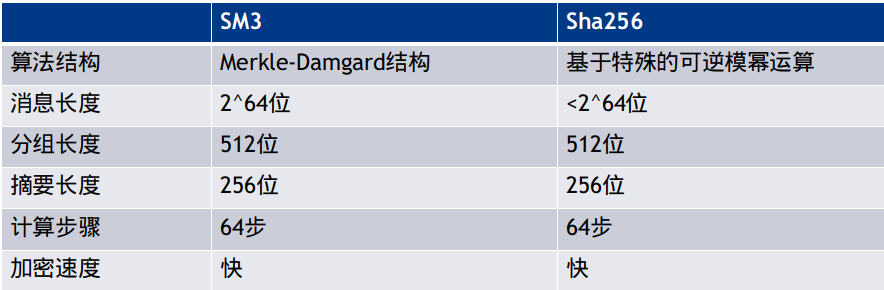 SM3 Sha256
算法结构 Merkle-Damgard结构 基于特殊的可逆模幂运算
消息长度 2^64位 <2^64位
分组长度 512位 512位
摘要长度 256位 256位
计算步骤 64步 64步
加密速度 快 快